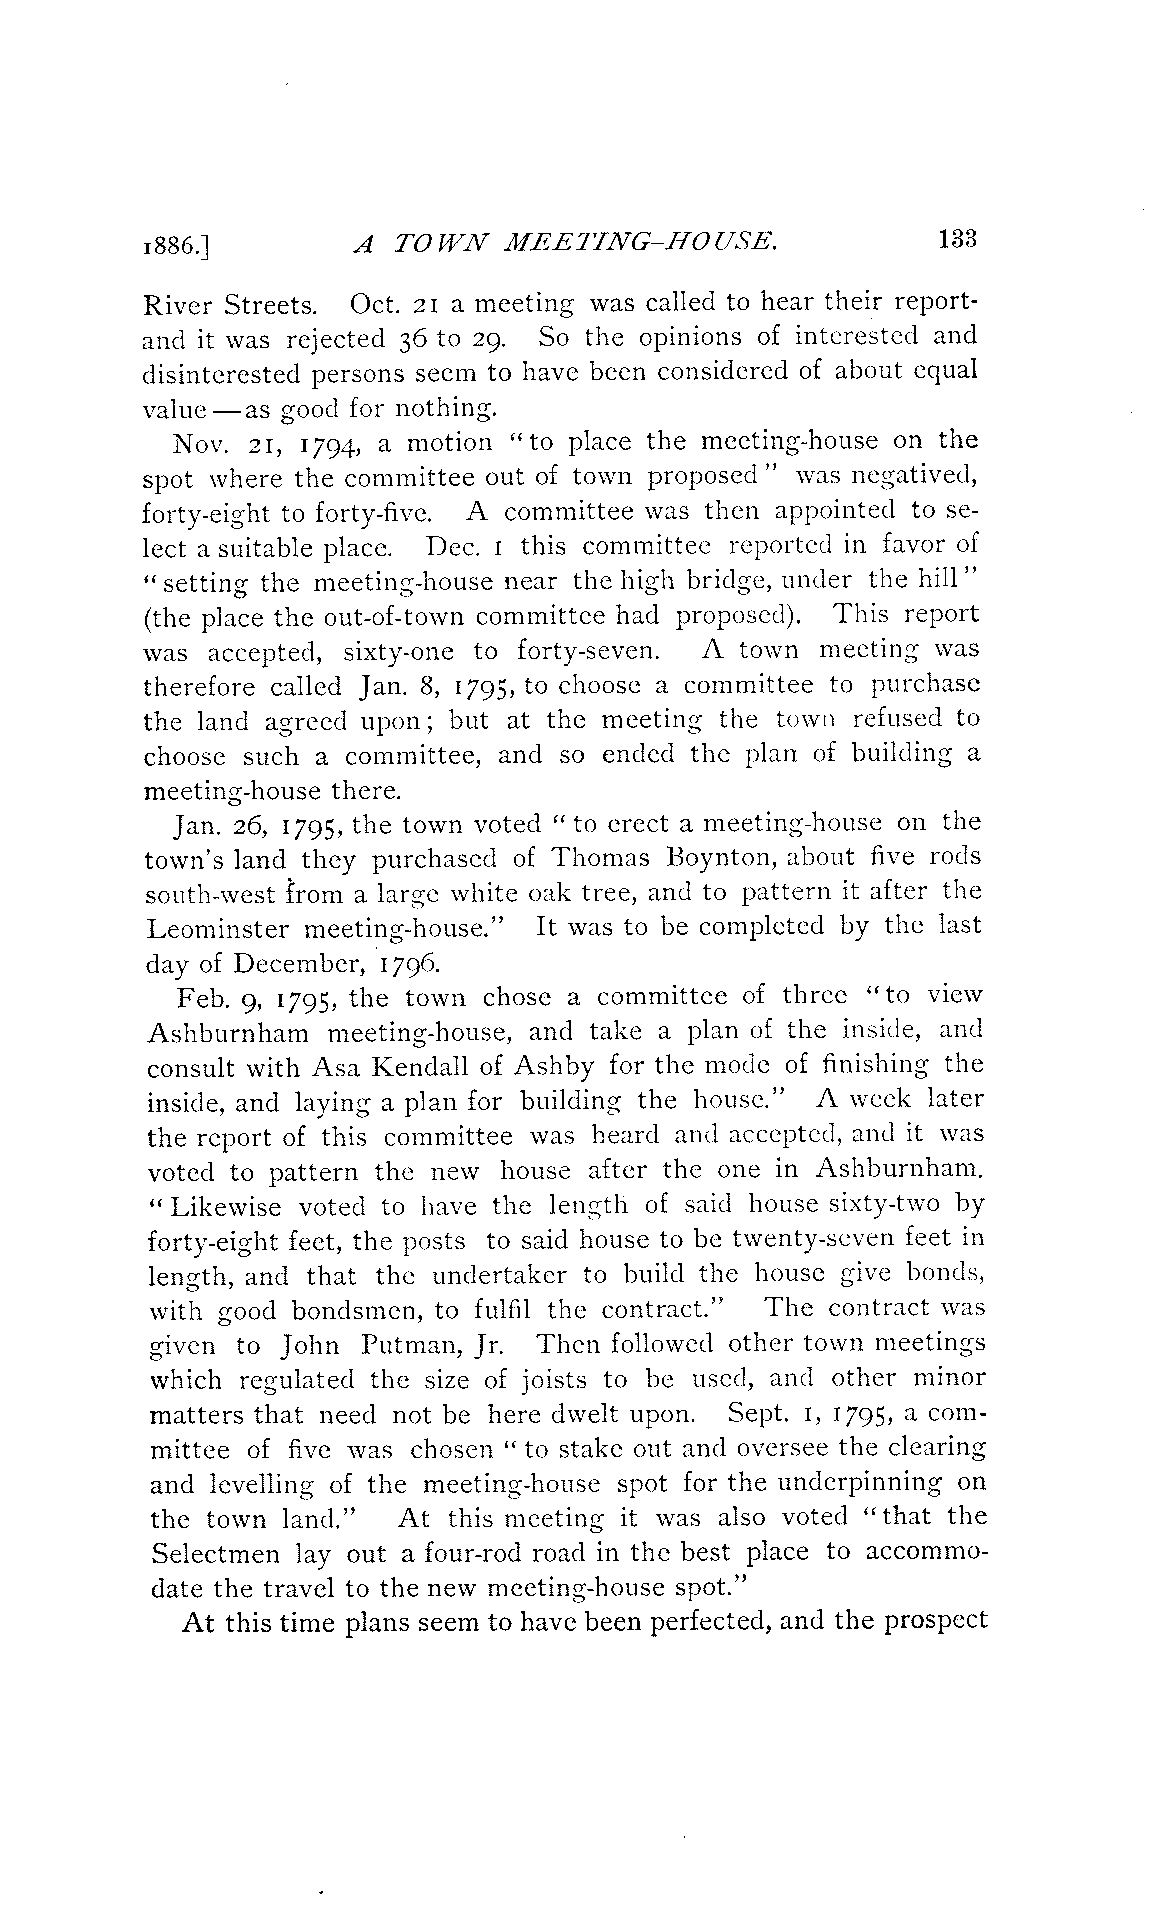 1886.] A TOWN MEETING-HOUSE. 133
River Streets. Oct. 21 a meeting was called to hear their report-
and it was rejected 36 to 29. So the opinions of interested and
disinterested persons seem to have been considered of about equal
value—as good for nothing.
Nov. 21, 1794, a motion "to place the meeting-house on the
spot where the committee out of town proposed" was negatived,
forty-eight to forty-five. A committee was then appointed to se-
lect a suitable place. Dec. 1 this committee reported in favor of
"setting the meeting-house near the high bridge, under the hill"
(the place the out-of-town committee had proposed). This report
was accepted, sixty-one to forty-seven. A town meeting was
therefore called Jan. 8, 1795, to choose a committee to purchase
the land agreed upon; but at the meeting the town refused to
choose such a committee, and so ended the plan of building a
meeting-house there.
Jan. 26, 1795, the town voted "to erect a meeting-house on the
town's land they purchased of Thomas Boynton, about five rods
south-west from a large white oak tree, and to pattern it after the
Leominster meeting-house." It was to be completed by the last
day of December, 1796.
Feb. 9, 1795, the town chose a committee of three "to view
Ashburnham meeting-house, and take a plan of the inside, and
consult with Asa Kendall of Ashby for the mode of finishing the
inside, and laying a plan for building the house." A week later
the report of this committee was heard and accepted, and it was
voted to pattern the new house after the one in Ashburnham.
"Likewise voted to have the length of said house sixty-two by
forty-eight feet, the posts to said house to be twenty-seven feet in
length, and that the undertaker to build the house give bonds,
with good bondsmen, to fulfil the contract." The contract was
given to John Putman, Jr. Then followed other town meetings
which regulated the size of joists to be used, and other minor
matters that need not be here dwelt upon. Sept. 1, 1795, a com-
mittee of five was chosen "to stake out and oversee the clearing
and levelling of the meeting-house spot for the underpinning on
the town land." At this meeting it was also voted "that the
Selectmen lay out a four-rod road in the best place to accommo-
date the travel to the new meeting-house spot."
At this time plans seem to have been perfected, and the prospect